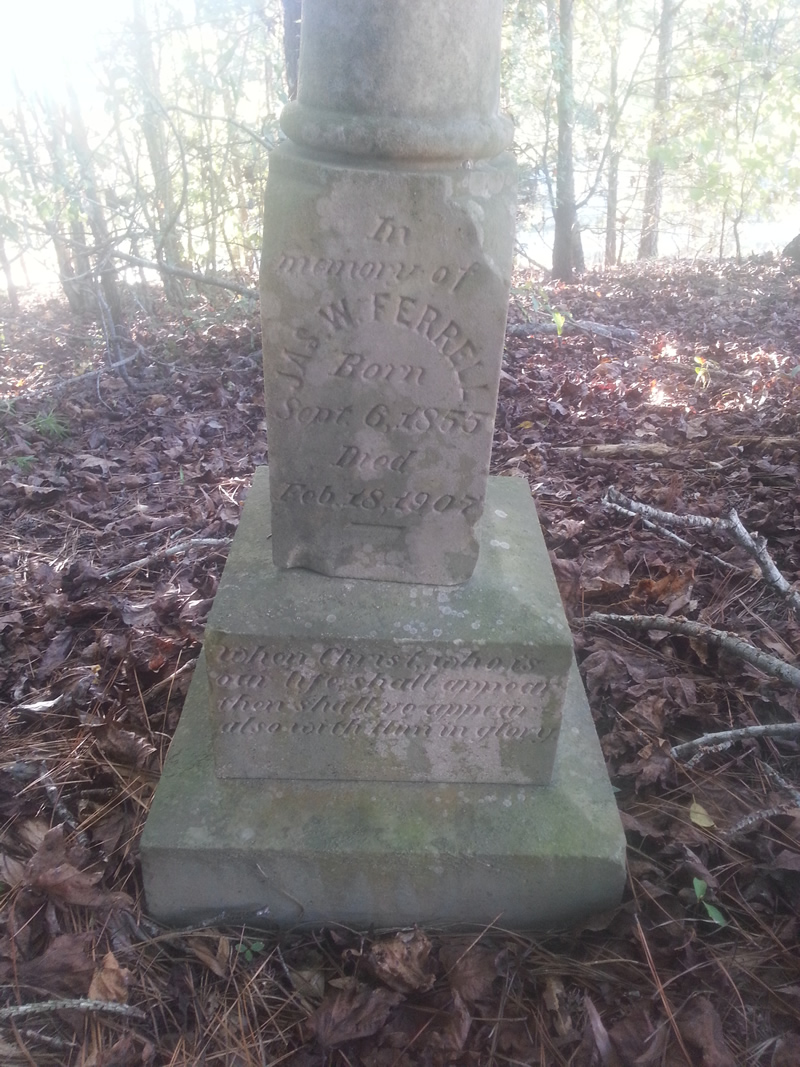 In
memory of
JAS. W. FERRELL
Born
Sept. 6, 1855
Died
Feb. 18, 1907
When Christ, who is
our life, shall appear
then shall ye appear
also with Him in glory.